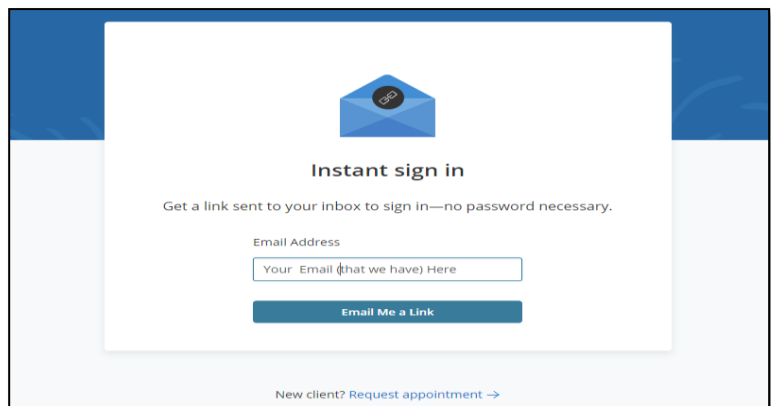 Instant sign in
Get a link sent to your inbox to sign in—no password necessary.
Email Address
Your  Email (that we have) Here
Email Me a Link
New client? Request appointment →